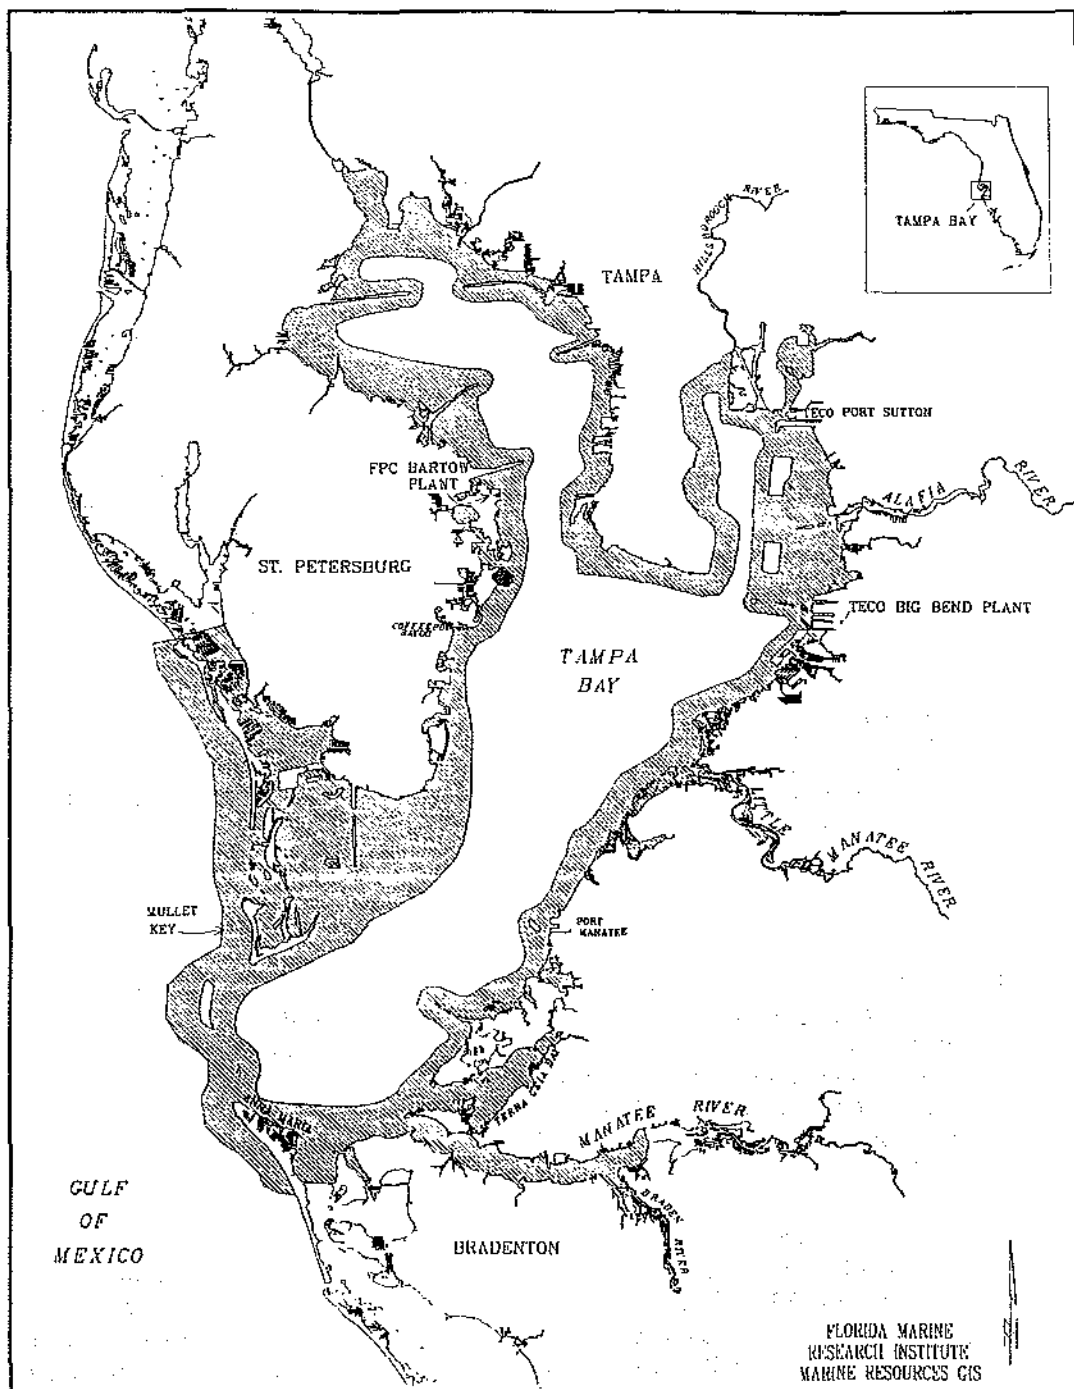 HILLSBOROUGH RIVER
TAMPA BAY
TAMPA
TECO PORT SUTTON
FPC BARTOW
PLANT
ALAFIA RIVER
ST. PETERSBURG
TECO BIG BEND PLANT
COFFEEPOT
BAYOU
TAMPA
BAY
LITTLE MANATEE RIVER
MULLET
KEY
PORT
MANATEE
TERRA CEIA BAY
ANNA MARIA
MANATEE RIVER
BRADEN RIVER
GULF
OF
MEXICO
BRADENTON
FLORIDA MARINE
RESEARCH INSTITUTE
MARINE RESOURCES GIS